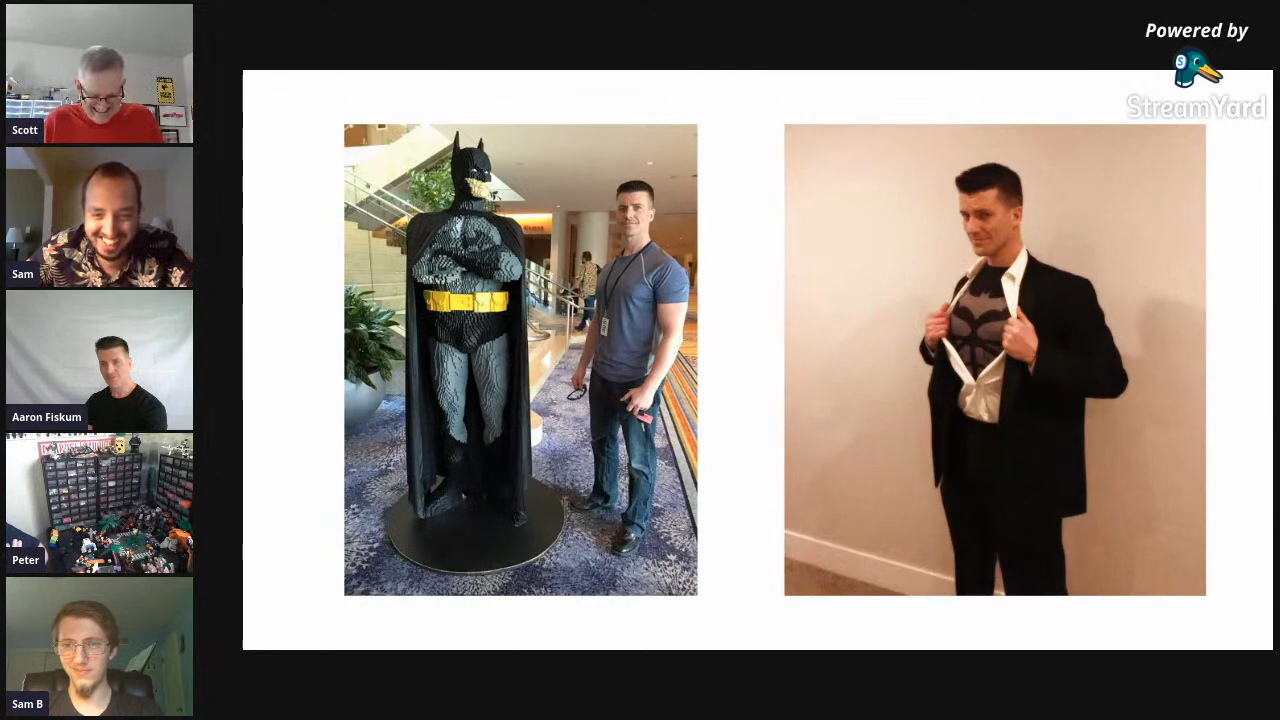 Powered by
StreamYard
Scott
Sam
Aaron Fiskum
Peter
Sam B